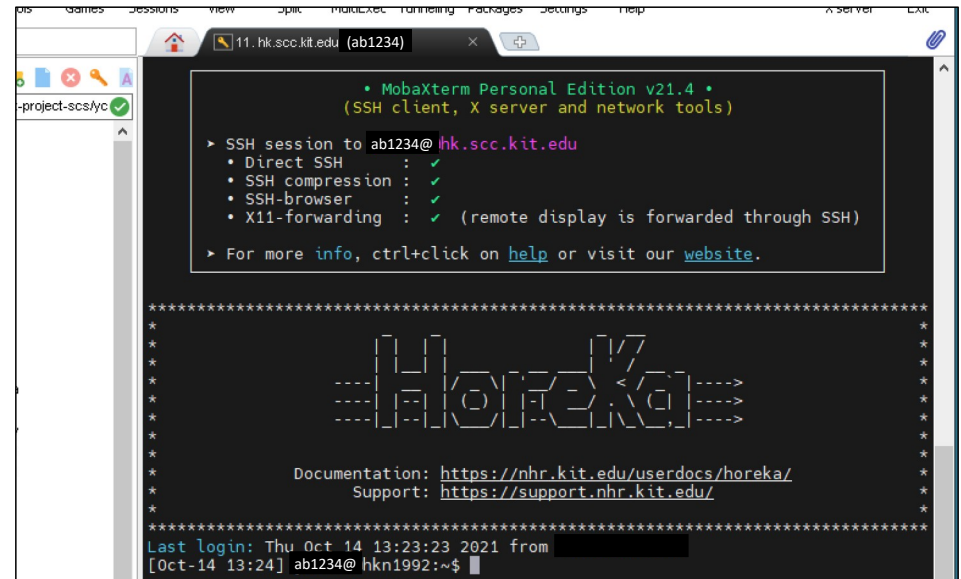 Games Sessions View Split MultiExec Tunneling Packages Settings Help X server Exit
11. hk.scc.kit.edu (ab1234)
-project-scs/yc
• MobaXterm Personal Edition v21.4 •
(SSH client, X server and network tools)
➤ SSH session to ab1234@ hk.scc.kit.edu
• Direct SSH : ✔
• SSH compression : ✔
• SSH-browser : ✔
• X11-forwarding : ✔ (remote display is forwarded through SSH)
➤ For more info, ctrl+click on help or visit our website.
HoreKa
Documentation: https://nhr.kit.edu/userdocs/horeka/
Support: https://support.nhr.kit.edu/
Last login: Thu Oct 14 13:23:23 2021 from
[Oct-14 13:24] ab1234@ hkn1992:~$